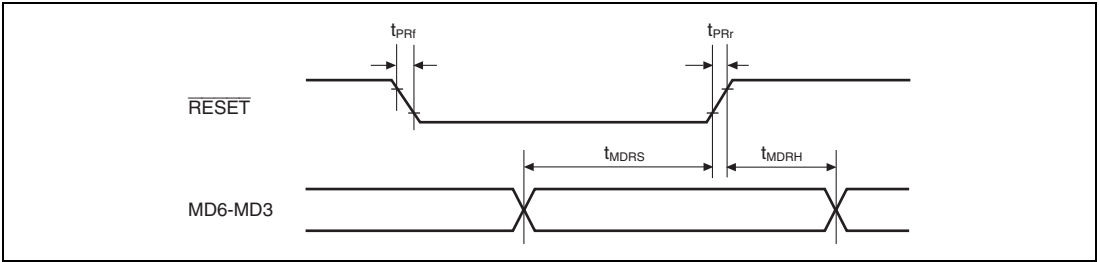 tPRf
tPRr
RESET
tMDRS
tMDRH
MD6-MD3